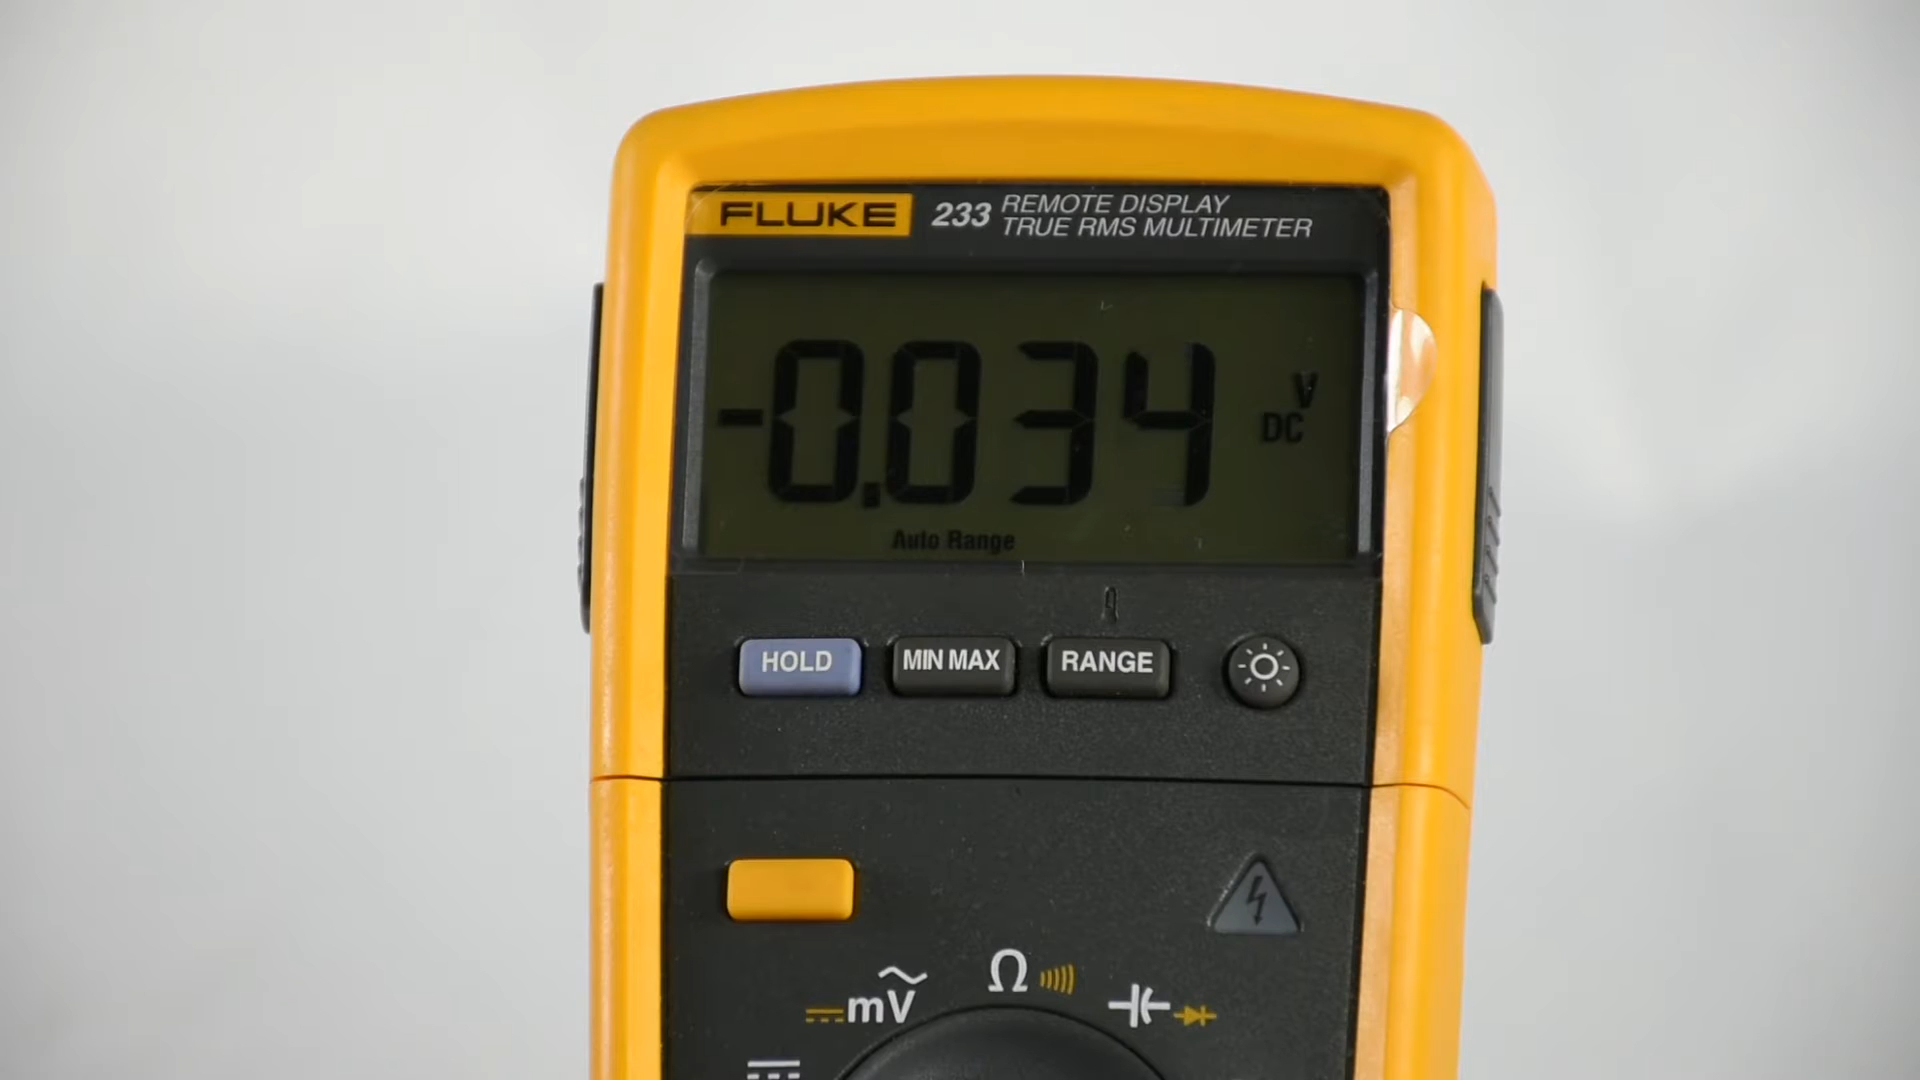 FLUKE 233 REMOTE DISPLAY
TRUE RMS MULTIMETER
-0.034 V
DC
Auto Range
HOLD MIN MAX RANGE
mV Ω